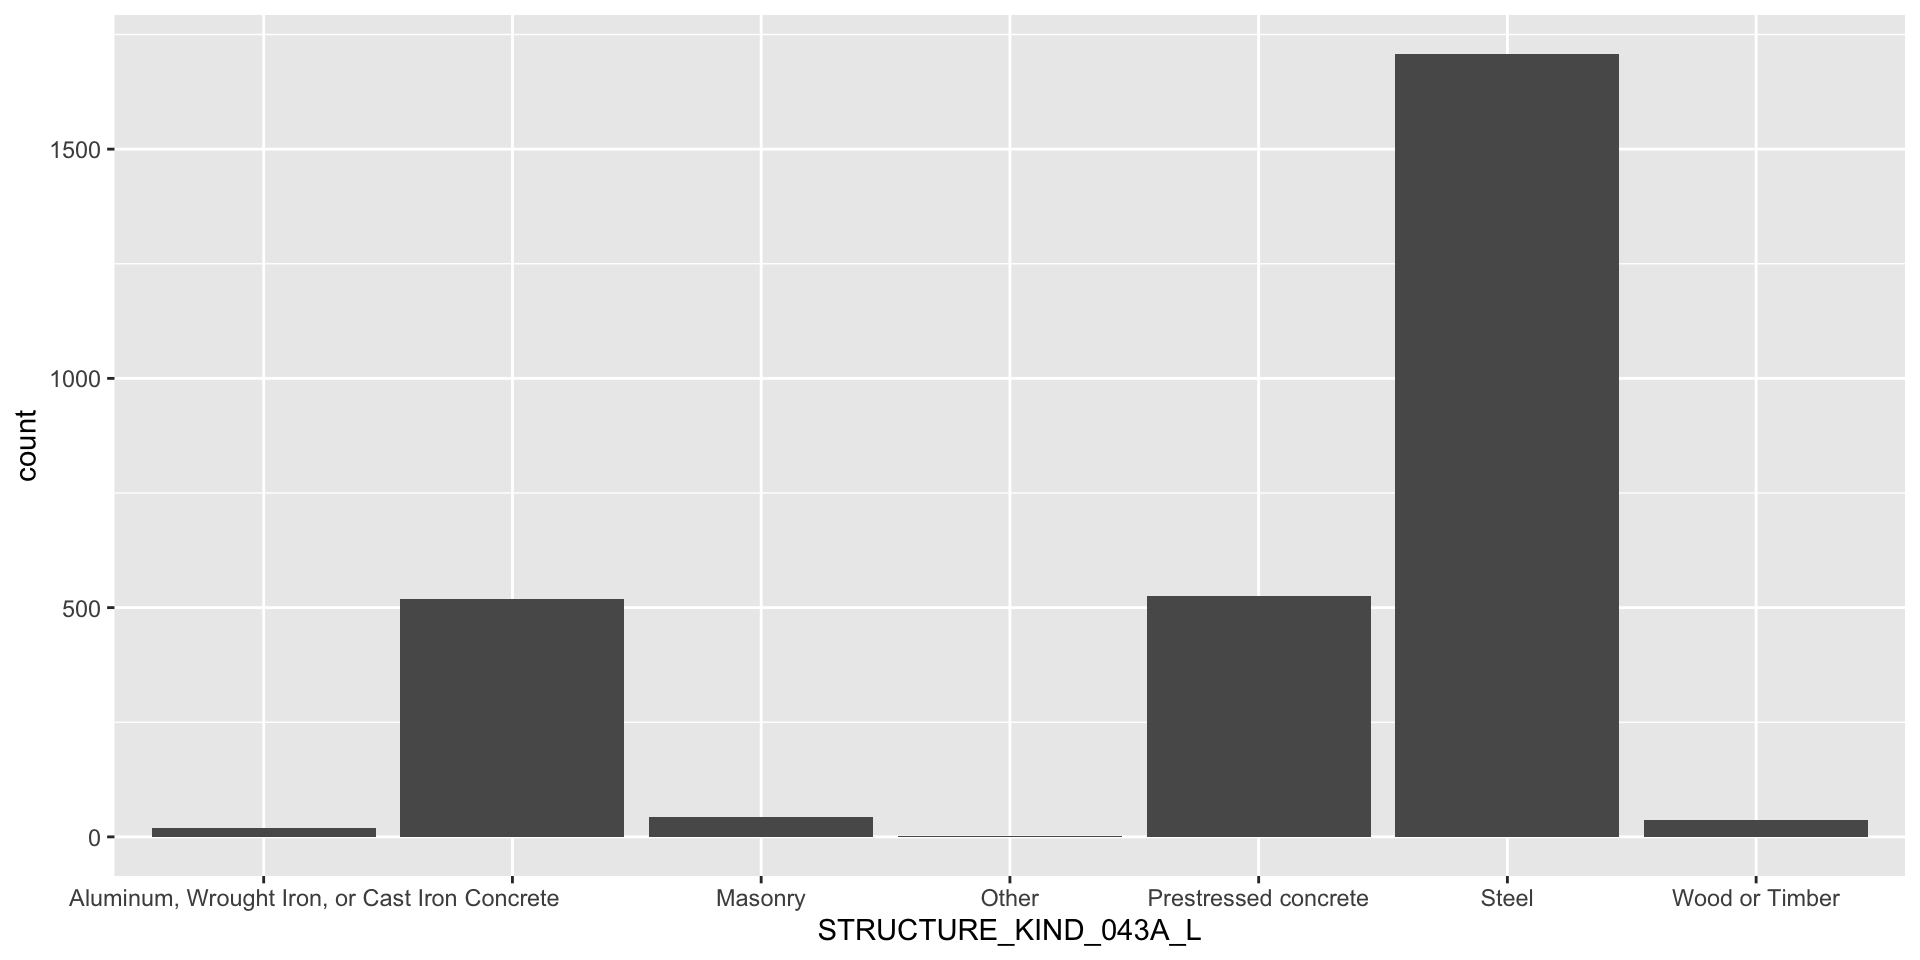 1500
1000
500
0
count
Aluminum, Wrought Iron, or Cast Iron Concrete Masonry Other Prestressed concrete Steel Wood or Timber
STRUCTURE_KIND_043A_L